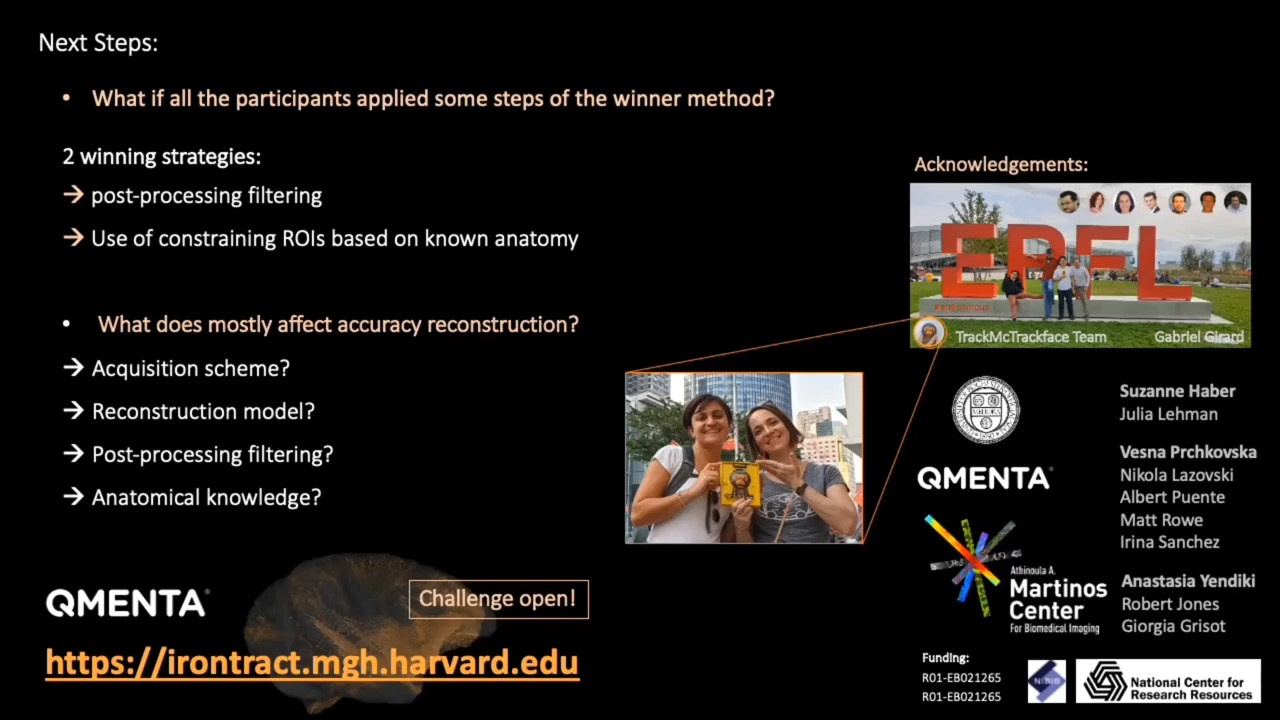 Next Steps:
• What if all the participants applied some steps of the winner method?
2 winning strategies:
→ post-processing filtering
→ Use of constraining ROIs based on known anatomy
• What does mostly affect accuracy reconstruction?
→ Acquisition scheme?
→ Reconstruction model?
→ Post-processing filtering?
→ Anatomical knowledge?
QMENTA
Challenge open!
https://irontract.mgh.harvard.edu
Acknowledgements:
EPFL
TrackMcTrackface Team Gabriel Girard
QMENTA
Athinoula A.
Martinos
Center
For Biomedical Imaging
Suzanne Haber
Julia Lehman
Vesna Prchkovska
Nikola Lazovski
Albert Puente
Matt Rowe
Irina Sanchez
Anastasia Yendiki
Robert Jones
Giorgia Grisot
Funding:
R01-EB021265
R01-EB021265
NIBIB
National Center for
Research Resources